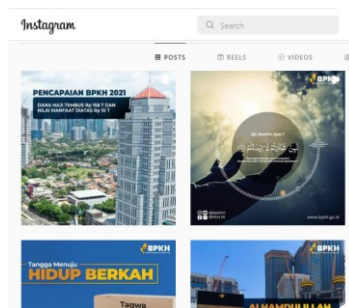 Instagram
Search
POSTS
REELS
VIDEOS
PENCAPAIAN BPKH 2021
DANA HAJI TEMBUS Rp 158 T DAN
NILAI MANFAAT DIATAS Rp 10 T
BPKH
www.bpkh.go.id
BPKH
Tangga Menuju
HIDUP BERKAH
Taqwa
BPKH
ALHAMDULILLAH